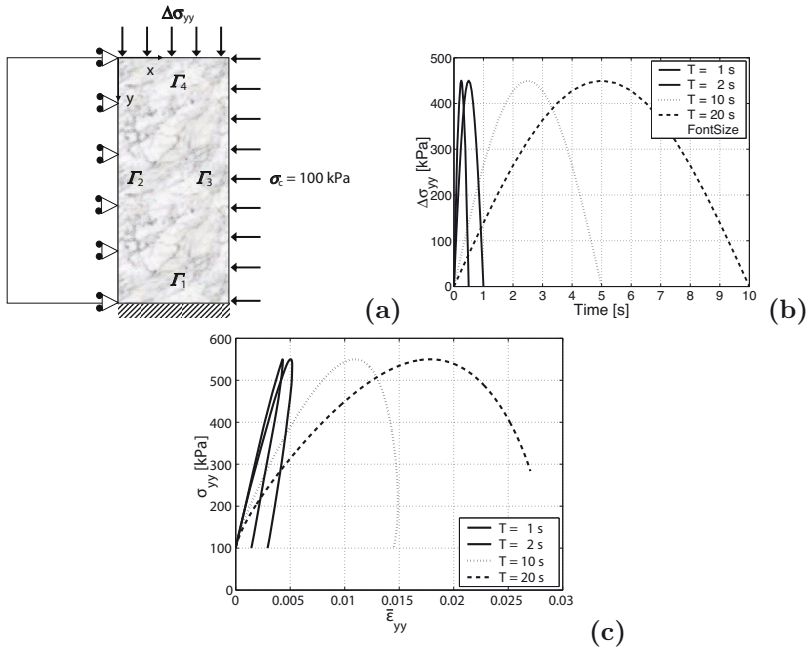 Δσyy
x
y
Γ4
Γ2
Γ3
Γ1
σc = 100 kPa
(a)
500
400
300
200
100
0
Δσyy [kPa]
0 1 2 3 4 5 6 7 8 9 10
Time [s]
T = 1 s
T = 2 s
T = 10 s
T = 20 s
FontSize
(b)
600
500
400
300
200
100
0
σyy [kPa]
0 0.005 0.01 0.015 0.02 0.025 0.03
ε̄yy
T = 1 s
T = 2 s
T = 10 s
T = 20 s
(c)